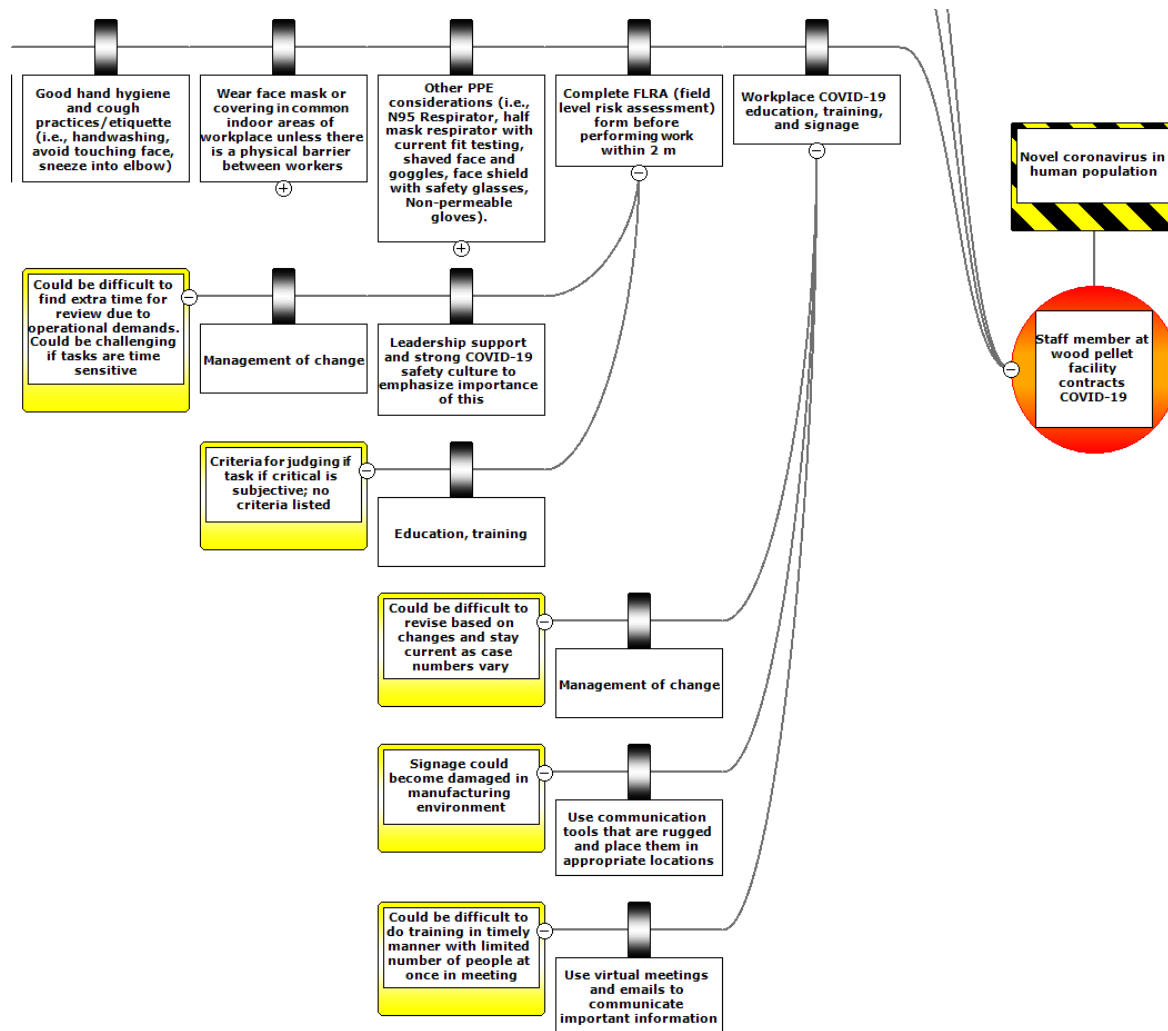 Good hand hygiene
and cough
practices/etiquette
(i.e., handwashing,
avoid touching face,
sneeze into elbow)
Wear face mask or
covering in common
indoor areas of
workplace unless there
is a physical barrier
between workers
Other PPE
considerations (i.e.,
N95 Respirator, half
mask respirator with
current fit testing,
shaved face and
goggles, face shield
with safety glasses,
Non-permeable
gloves).
Complete FLRA (field
level risk assessment)
form before
performing work
within 2 m
Workplace COVID-19
education, training,
and signage
Novel coronavirus in
human population
Staff member at
wood pellet
facility
contracts
COVID-19
Could be difficult to
find extra time for
review due to
operational demands.
Could be challenging
if tasks are time
sensitive
Management of change
Leadership support
and strong COVID-19
safety culture to
emphasize importance
of this
Criteria for judging if
task if critical is
subjective; no
criteria listed
Education, training
Could be difficult to
revise based on
changes and stay
current as case
numbers vary
Management of change
Signage could
become damaged in
manufacturing
environment
Use communication
tools that are rugged
and place them in
appropriate locations
Could be difficult to
do training in timely
manner with limited
number of people at
once in meeting
Use virtual meetings
and emails to
communicate
important information